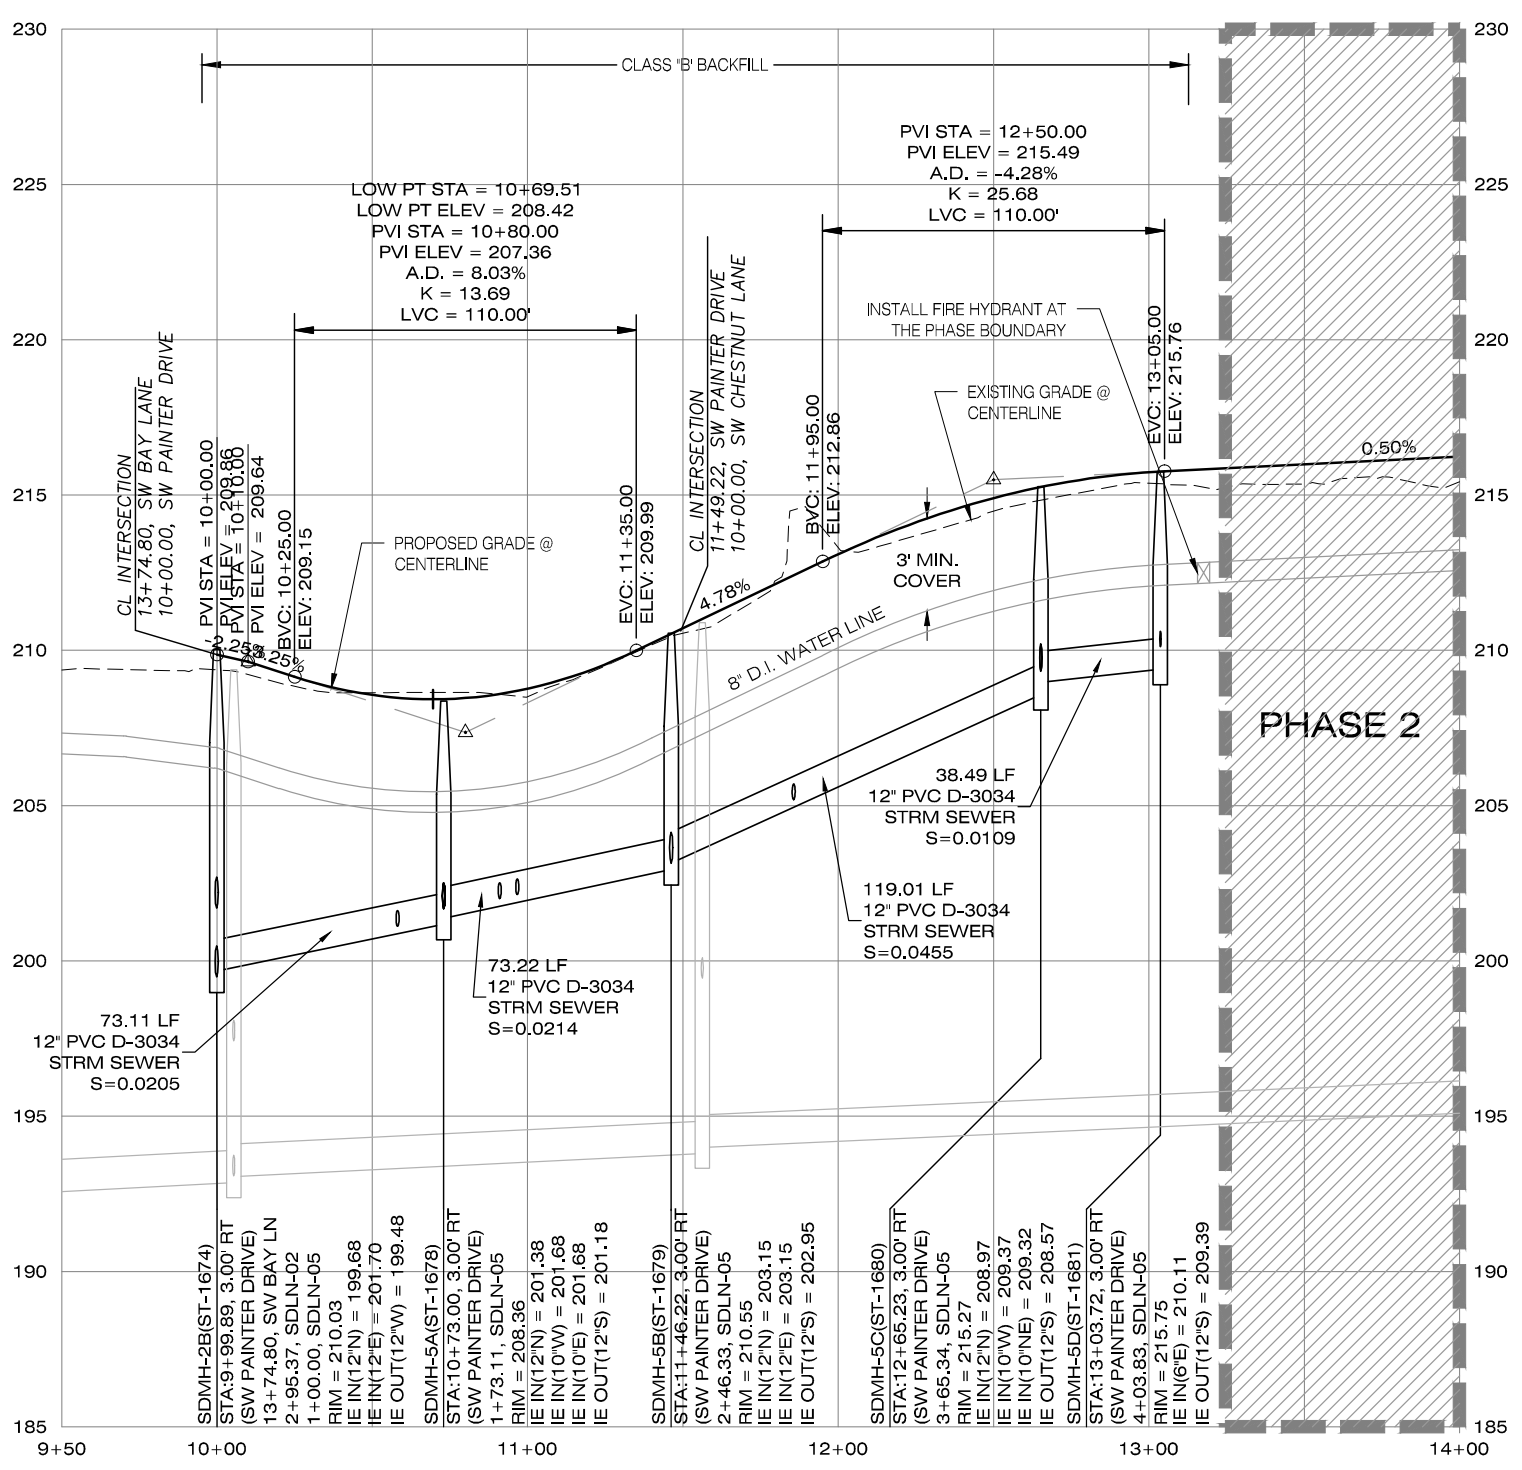 230
225
220
215
210
205
200
195
190
185
230
225
220
215
210
205
200
195
190
185
9+50
10+00
11+00
12+00
13+00
14+00
CLASS "B" BACKFILL
LOW PT STA = 10+69.51
LOW PT ELEV = 208.42
PVI STA = 10+80.00
PVI ELEV = 207.36
A.D. = 8.03%
K = 13.69
LVC = 110.00'
PVI STA = 12+50.00
PVI ELEV = 215.49
A.D. = -4.28%
K = 25.68
LVC = 110.00'
CL INTERSECTION
13+74.80, SW BAY LANE
10+00.00, SW PAINTER DRIVE
PVI STA = 10+00.00
PVI ELEV = 209.86
PVI STA = 10+10.00
PVI ELEV = 209.64
BVC: 10+25.00
ELEV: 209.15
-2.25%
-3.25%
PROPOSED GRADE @
CENTERLINE
EVC: 11+35.00
ELEV: 209.99
CL INTERSECTION
11+49.22, SW PAINTER DRIVE
10+00.00, SW CHESTNUT LANE
4.78%
BVC: 11+95.00
ELEV: 212.86
INSTALL FIRE HYDRANT AT
THE PHASE BOUNDARY
EXISTING GRADE @
CENTERLINE
EVC: 13+05.00
ELEV: 215.76
0.50%
3' MIN.
COVER
8" D.I. WATER LINE
PHASE 2
73.11 LF
12" PVC D-3034
STRM SEWER
S=0.0205
73.22 LF
12" PVC D-3034
STRM SEWER
S=0.0214
119.01 LF
12" PVC D-3034
STRM SEWER
S=0.0455
38.49 LF
12" PVC D-3034
STRM SEWER
S=0.0109
SDMH-2B(ST-1674)
STA:9+99.89, 3.00' RT
(SW PAINTER DRIVE)
13+74.80, SW BAY LN
2+95.37, SDLN-02
1+00.00, SDLN-05
RIM = 210.03
IE IN(12"N) = 199.68
IE IN(12"E) = 201.70
IE OUT(12"W) = 199.48
SDMH-5A(ST-1678)
STA:10+73.00, 3.00' RT
(SW PAINTER DRIVE)
1+73.11, SDLN-05
RIM = 208.36
IE IN(12"N) = 201.38
IE IN(10"W) = 201.68
IE IN(10"E) = 201.68
IE OUT(12"S) = 201.18
SDMH-5B(ST-1679)
STA:11+46.22, 3.00' RT
(SW PAINTER DRIVE)
2+46.33, SDLN-05
RIM = 210.55
IE IN(12"N) = 203.15
IE IN(12"E) = 203.15
IE OUT(12"S) = 202.95
SDMH-5C(ST-1680)
STA:12+65.23, 3.00' RT
(SW PAINTER DRIVE)
3+65.34, SDLN-05
RIM = 215.27
IE IN(12"N) = 208.97
IE IN(10"W) = 209.37
IE IN(10"NE) = 209.32
IE OUT(12"S) = 208.57
SDMH-5D(ST-1681)
STA:13+03.72, 3.00' RT
(SW PAINTER DRIVE)
4+03.83, SDLN-05
RIM = 215.75
IE IN(6"E) = 210.11
IE OUT(12"S) = 209.39